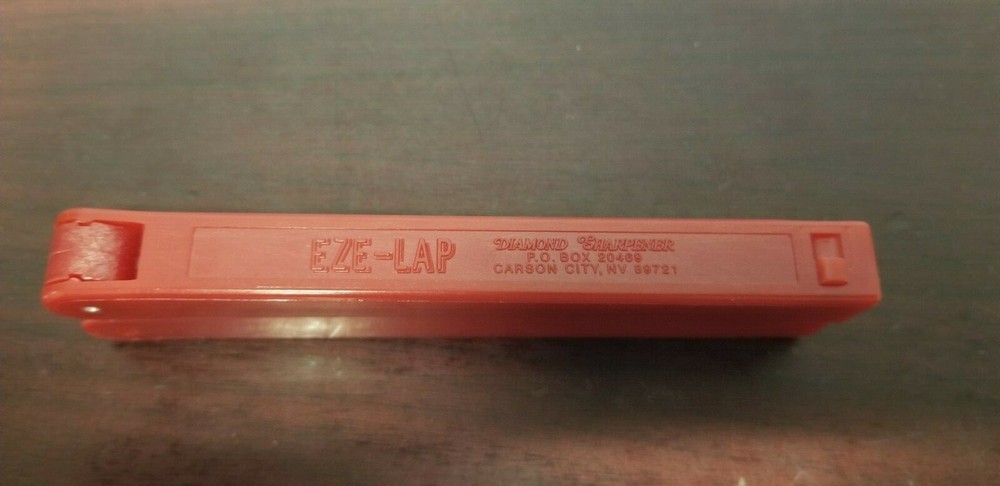 EZE-LAP
DIAMOND SHARPENER
P.O. BOX 20469
CARSON CITY, NV 89721